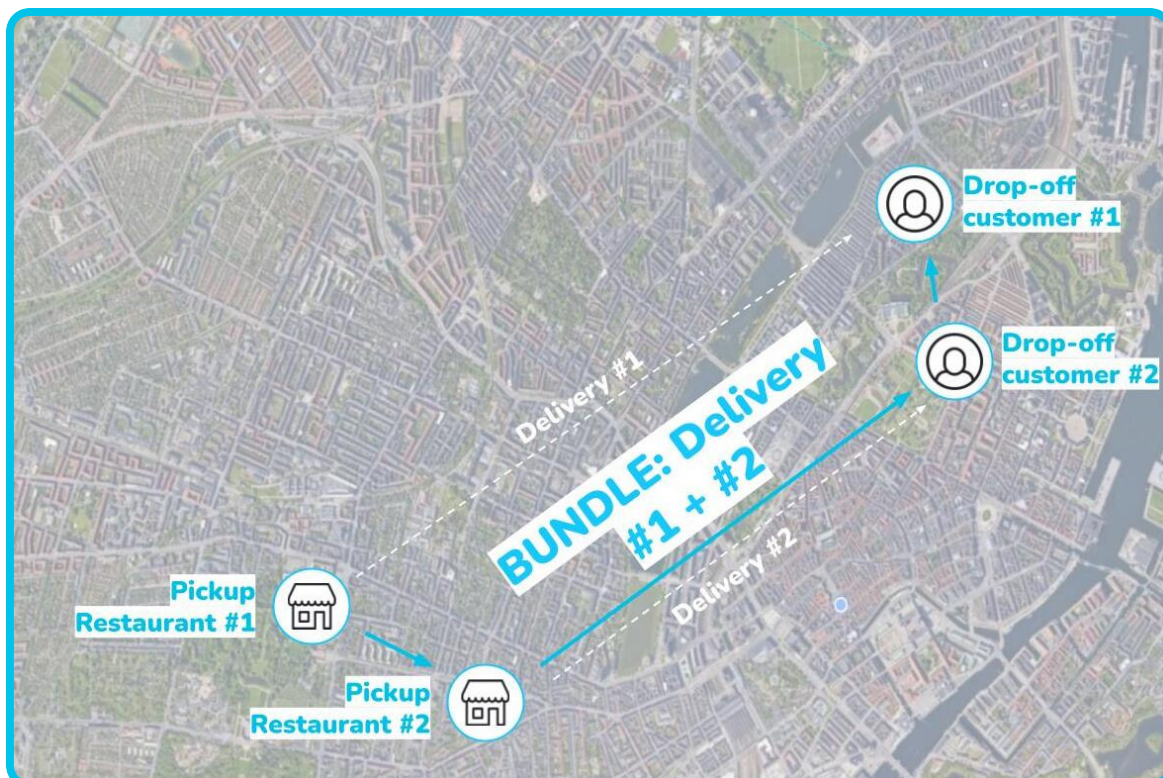 Drop-off
customer #1
Drop-off
customer #2
Delivery #1
BUNDLE: Delivery
#1 + #2
Delivery #2
Pickup
Restaurant #1
Pickup
Restaurant #2